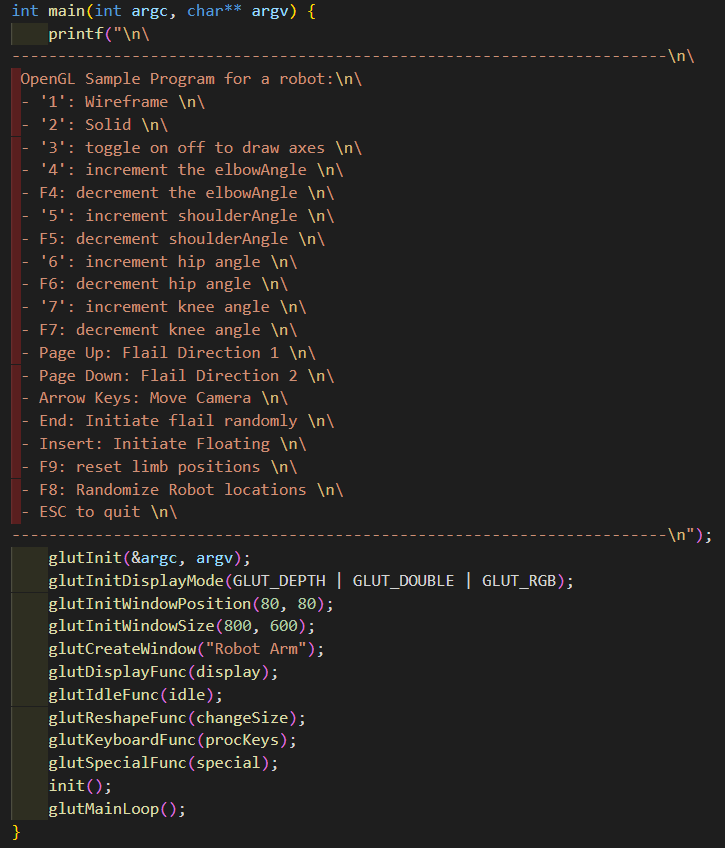 int main(int argc, char** argv) {
    printf("\n\
-----------------------------------------------------------------------\n\
 OpenGL Sample Program for a robot:\n\
 - '1': Wireframe \n\
 - '2': Solid \n\
 - '3': toggle on off to draw axes \n\
 - '4': increment the elbowAngle \n\
 - F4: decrement the elbowAngle \n\
 - '5': increment shoulderAngle \n\
 - F5: decrement shoulderAngle \n\
 - '6': increment hip angle \n\
 - F6: decrement hip angle \n\
 - '7': increment knee angle \n\
 - F7: decrement knee angle \n\
 - Page Up: Flail Direction 1 \n\
 - Page Down: Flail Direction 2 \n\
 - Arrow Keys: Move Camera \n\
 - End: Initiate flail randomly \n\
 - Insert: Initiate Floating \n\
 - F9: reset limb positions \n\
 - F8: Randomize Robot locations \n\
 - ESC to quit \n\
-----------------------------------------------------------------------\n");
    glutInit(&argc, argv);
    glutInitDisplayMode(GLUT_DEPTH | GLUT_DOUBLE | GLUT_RGB);
    glutInitWindowPosition(80, 80);
    glutInitWindowSize(800, 600);
    glutCreateWindow("Robot Arm");
    glutDisplayFunc(display);
    glutIdleFunc(idle);
    glutReshapeFunc(changeSize);
    glutKeyboardFunc(procKeys);
    glutSpecialFunc(special);
    init();
    glutMainLoop();
}